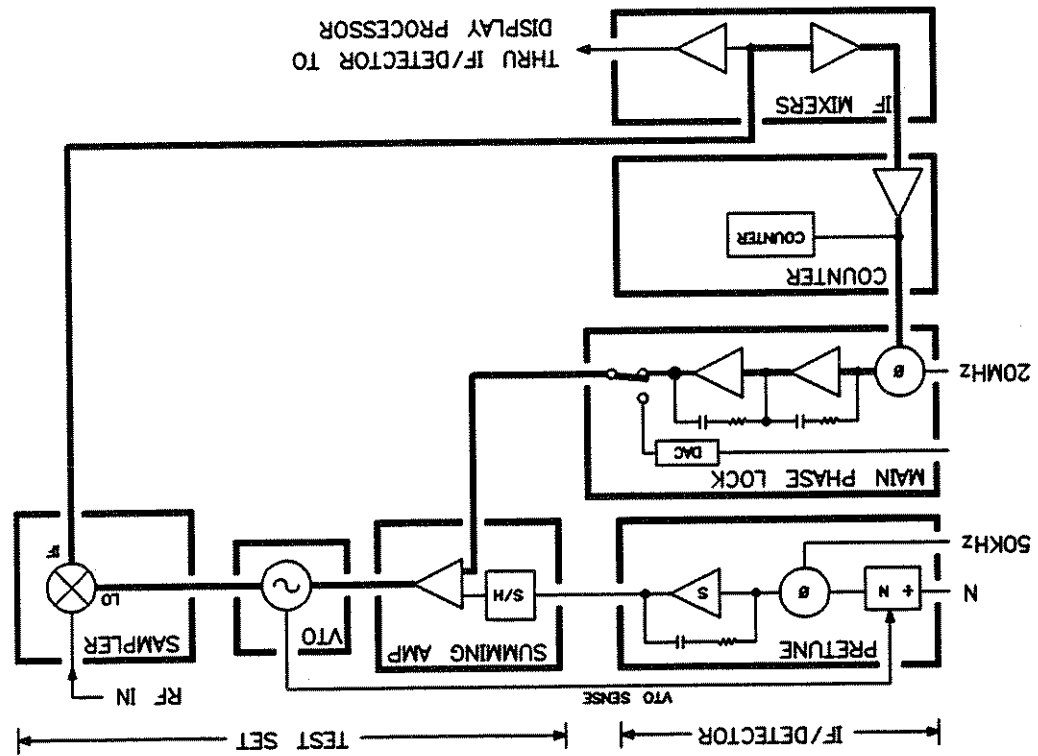 IF/DETECTOR
TEST SET
VTO SENSE
RF IN
PRETUNE
SUMMING AMP
VTO
SAMPLER
N
÷ N
Ø
S
S/H
LO
IF
50KHz
MAIN PHASE LOCK
DAC
20MHz
Ø
COUNTER
COUNTER
IF MIXERS
THRU IF/DETECTOR TO
DISPLAY PROCESSOR